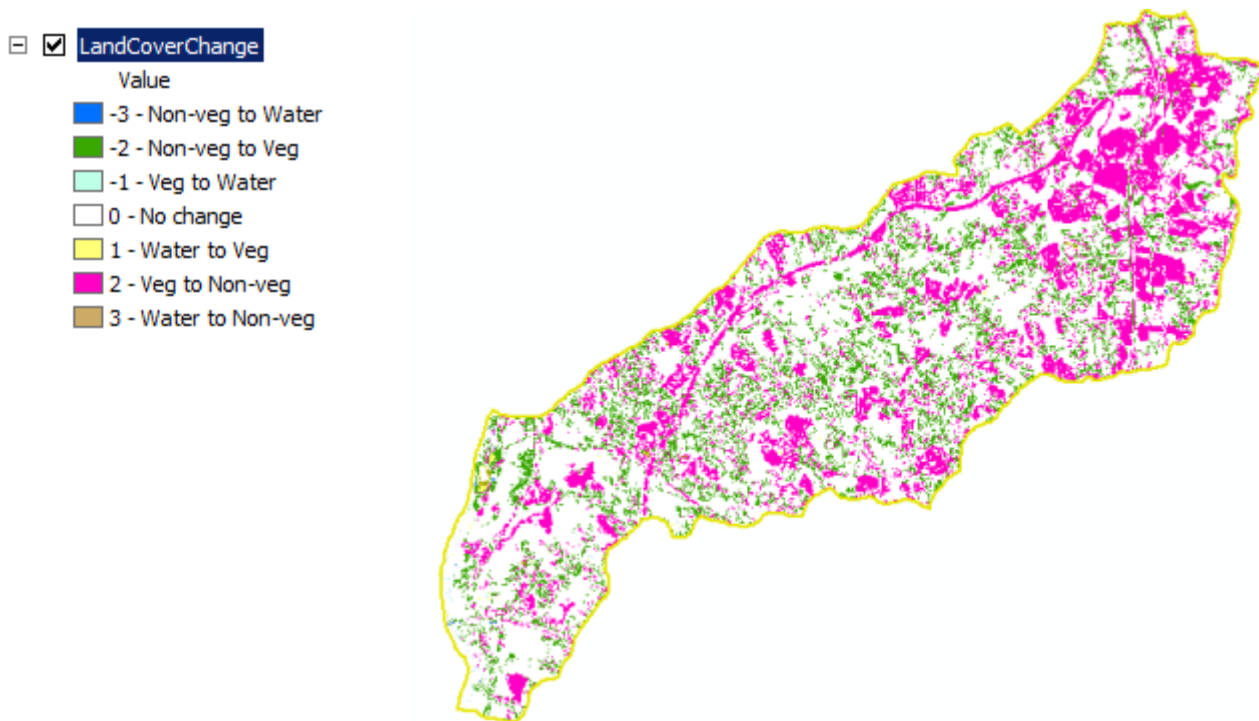 LandCoverChange
Value
-3 - Non-veg to Water
-2 - Non-veg to Veg
-1 - Veg to Water
0 - No change
1 - Water to Veg
2 - Veg to Non-veg
3 - Water to Non-veg